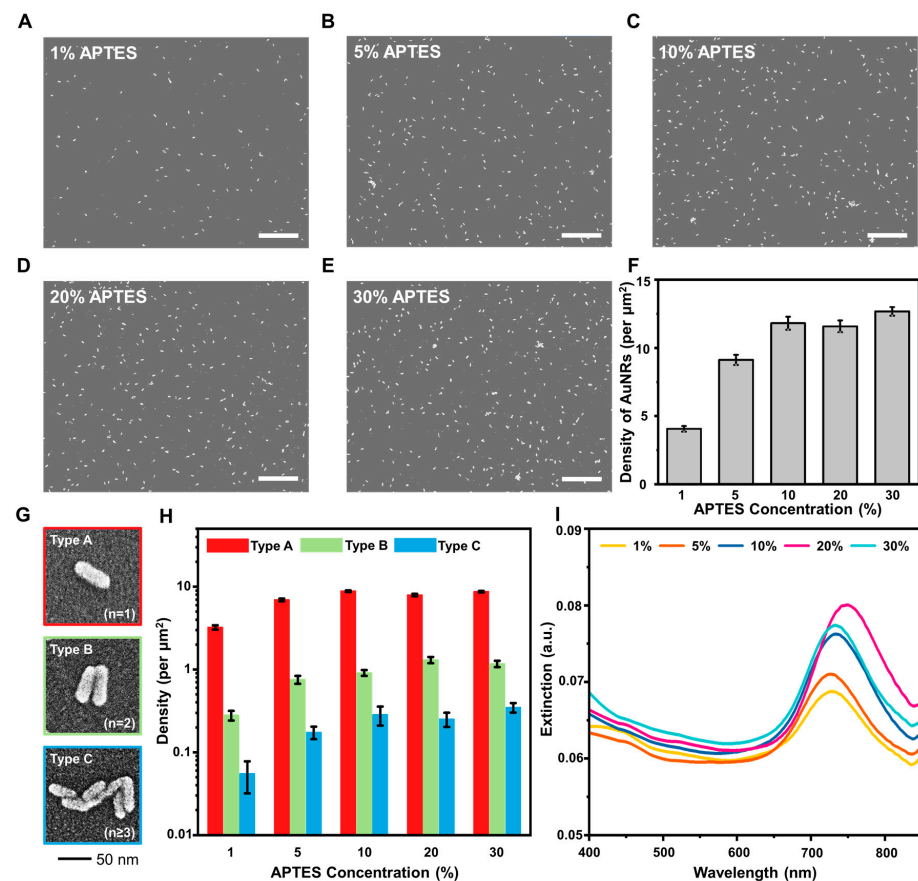 A
B
C
1% APTES
5% APTES
10% APTES
D
E
F
20% APTES
30% APTES
Density of AuNRs (per µm²)
15
10
5
0
1
5
10
20
30
APTES Concentration (%)
G
H
I
Type A
(n=1)
Type B
(n=2)
Type C
(n≥3)
50 nm
Density (per µm²)
Type A
Type B
Type C
10
1
0.1
0.01
1
5
10
20
30
APTES Concentration (%)
Extinction (a.u.)
1%
5%
10%
20%
30%
0.09
0.08
0.07
0.06
0.05
400
500
600
700
800
Wavelength (nm)